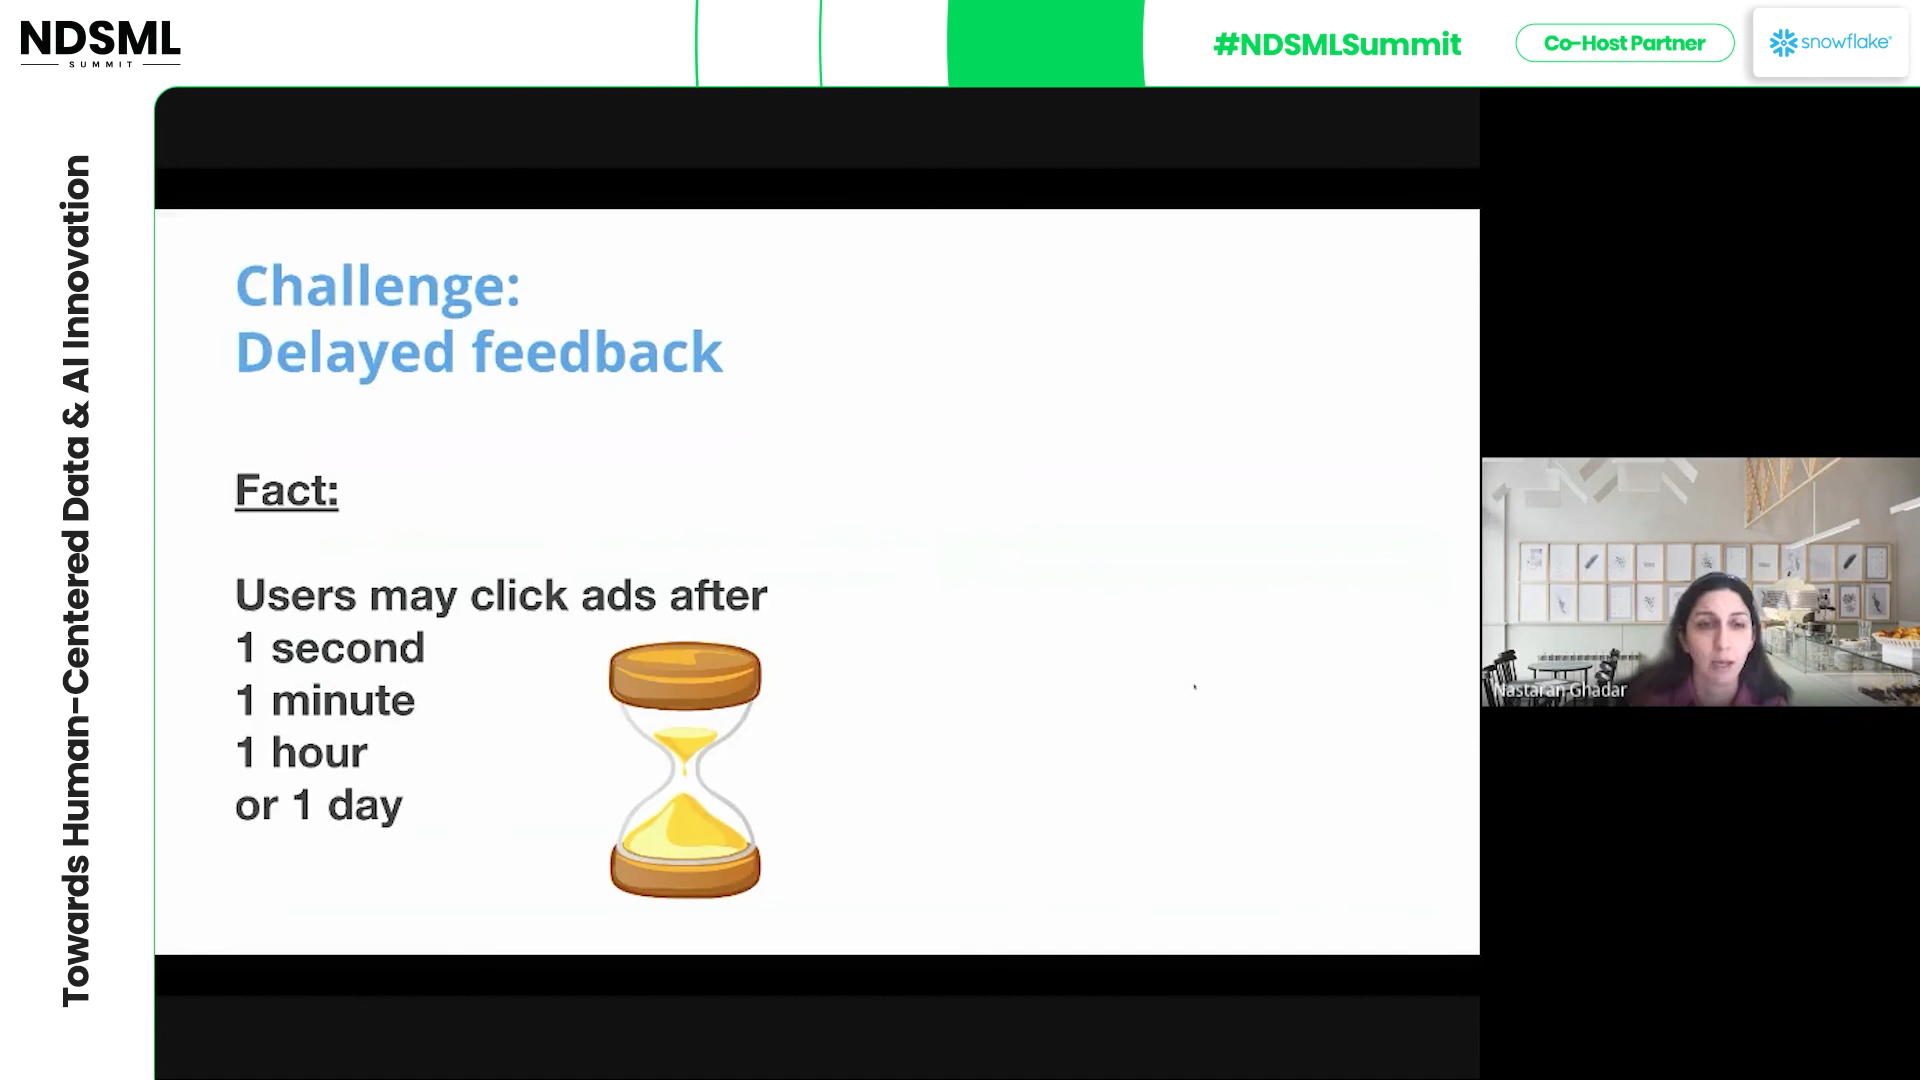 NDSML
SUMMIT
#NDSMLSummit
Co-Host Partner
snowflake
Towards Human-Centered Data & AI Innovation
Challenge:
Delayed feedback
Fact:
Users may click ads after
1 second
1 minute
1 hour
or 1 day
Nastaran Ghadar